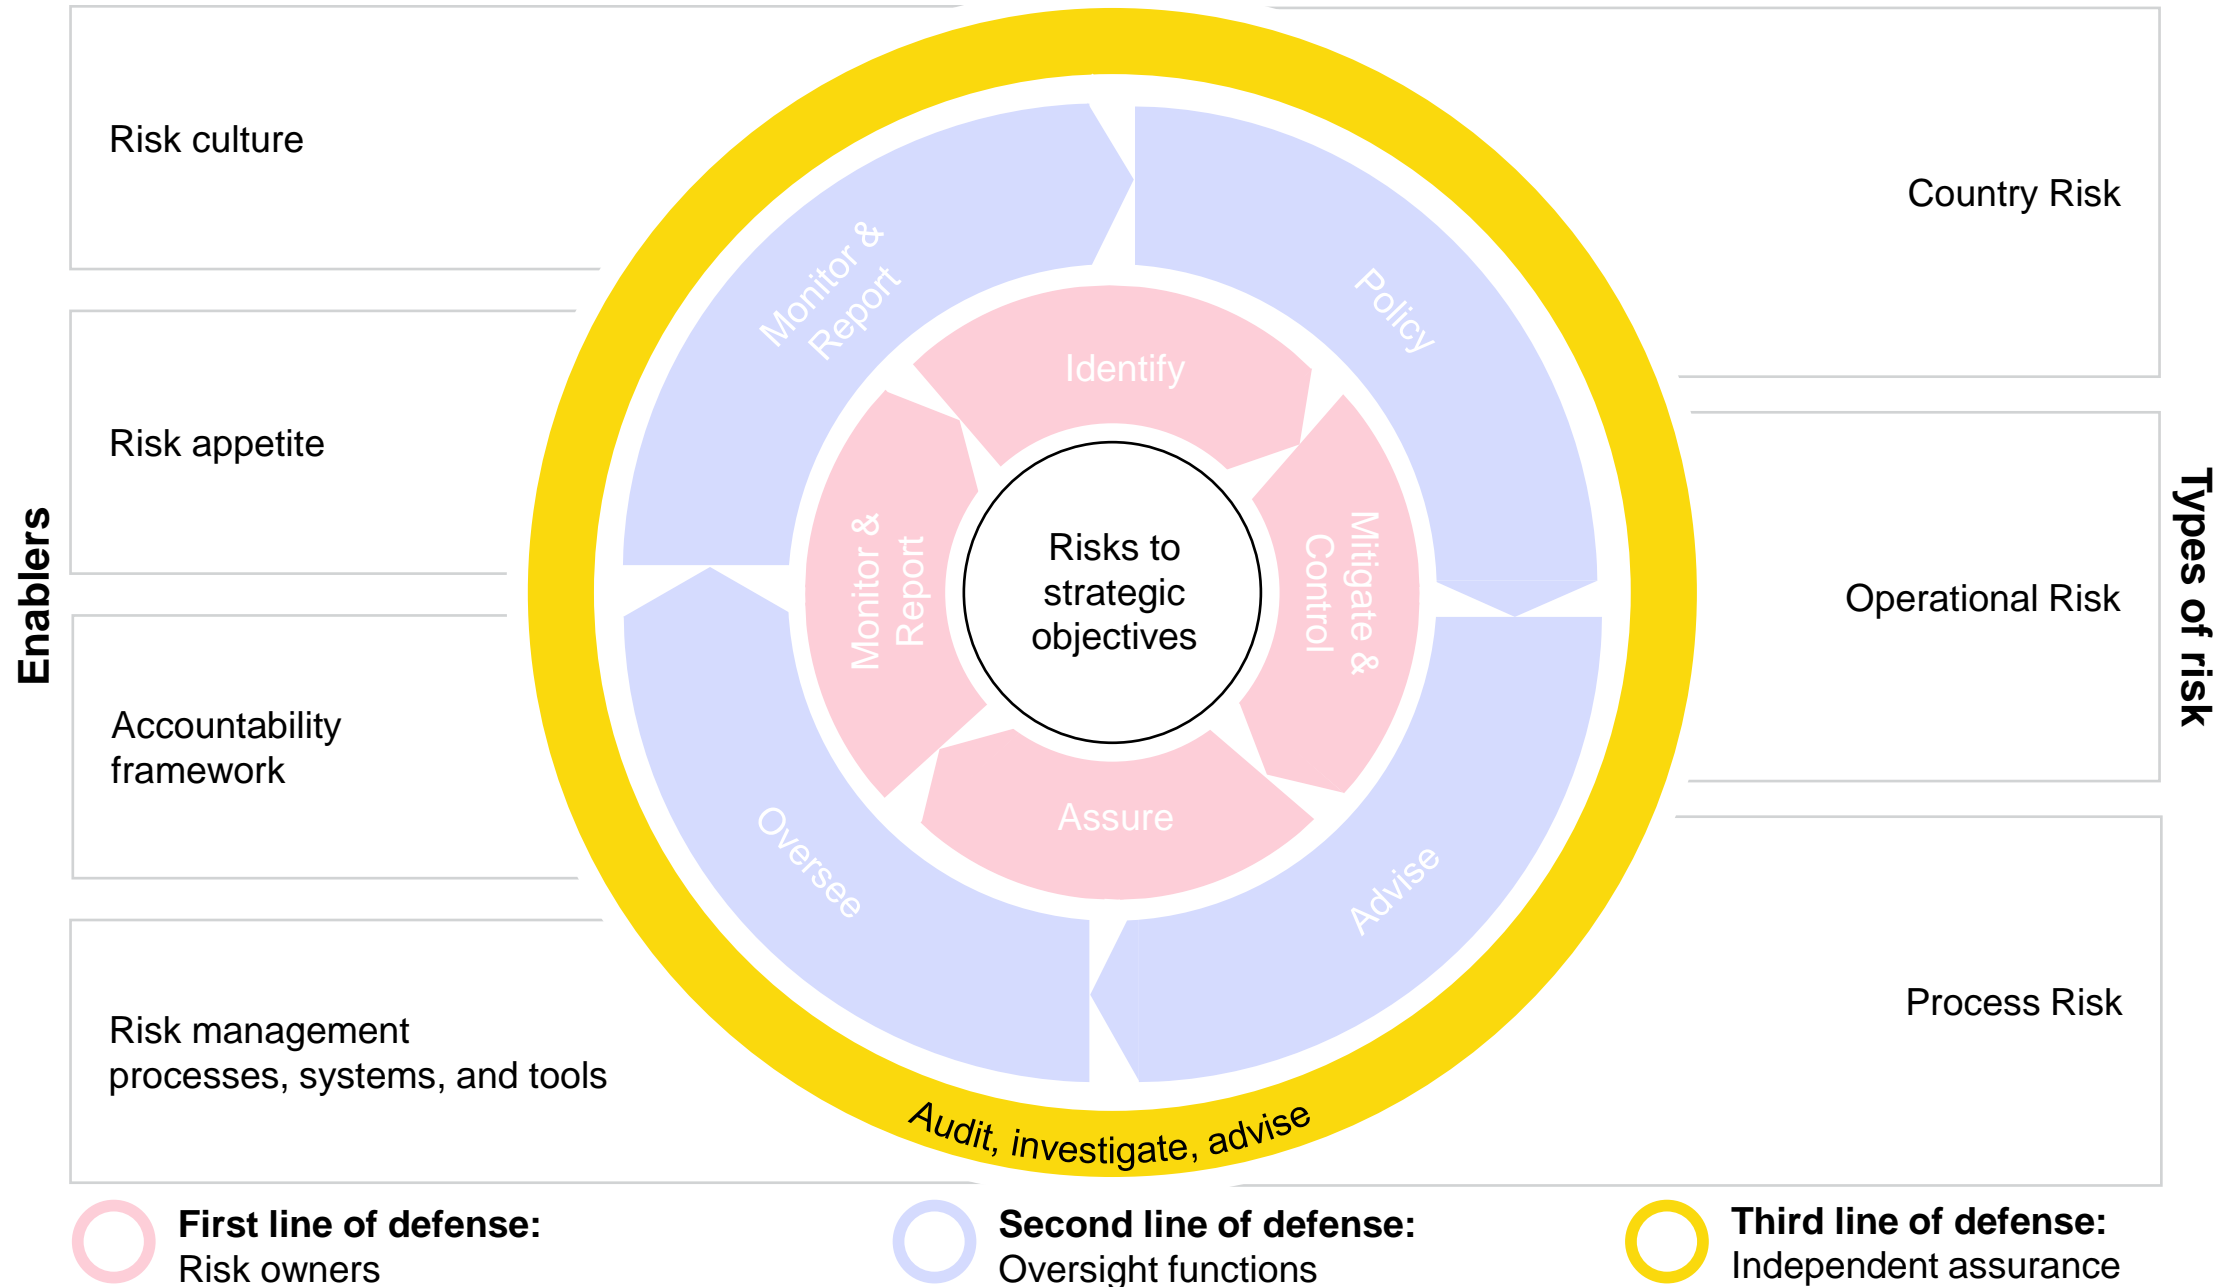 Enablers
Risk culture
Risk appetite
Accountability
framework
Risk management
processes, systems, and tools
Monitor &
Report
Policy
Advise
Oversee
Identify
Mitigate &
Control
Assure
Monitor &
Report
Risks to
strategic
objectives
Audit, investigate, advise
Types of risk
Country Risk
Operational Risk
Process Risk
First line of defense:
Risk owners
Second line of defense:
Oversight functions
Third line of defense:
Independent assurance